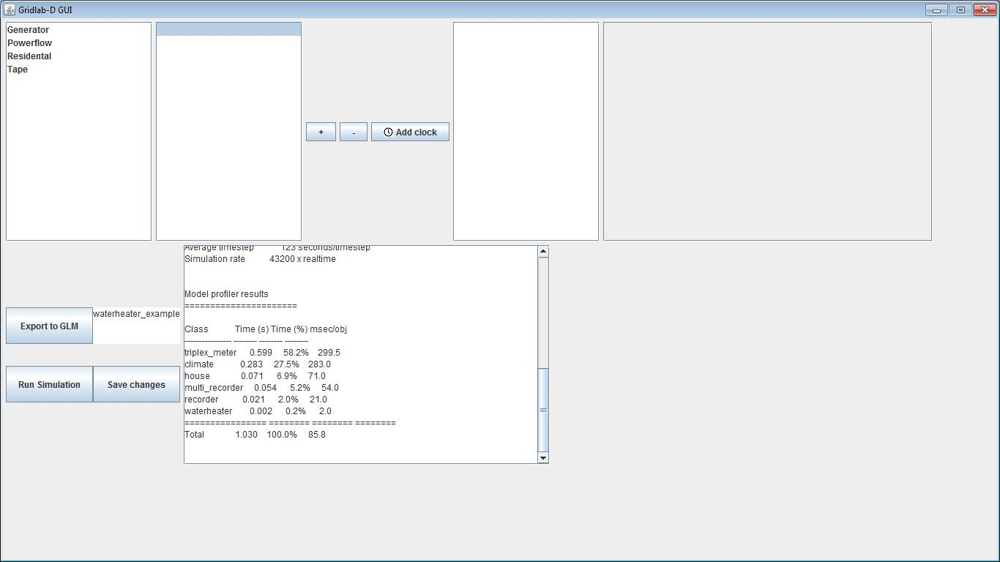 Gridlab-D GUI
Generator
Powerflow
Residental
Tape
+
-
Add clock
Average timestep 123 seconds/timestep
Simulation rate 43200 x realtime
Model profiler results
======================
Class Time (s) Time (%) msec/obj
---------------- -------- -------- --------
triplex_meter 0.599 58.2% 299.5
climate 0.283 27.5% 283.0
house 0.071 6.9% 71.0
multi_recorder 0.054 5.2% 54.0
recorder 0.021 2.0% 21.0
waterheater 0.002 0.2% 2.0
================ ======== ======== ========
Total 1.030 100.0% 85.8
Export to GLM
waterheater_example
Run Simulation
Save changes